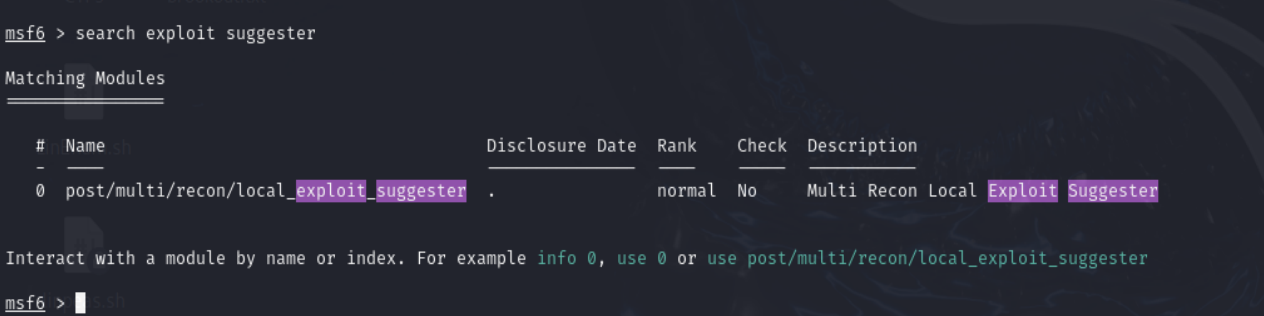 msf6 > search exploit suggester
Matching Modules
================
# Name Disclosure Date Rank Check Description
- ---- --------------- ---- ----- -----------
0 post/multi/recon/local_exploit_suggester . normal No Multi Recon Local Exploit Suggester
Interact with a module by name or index. For example info 0, use 0 or use post/multi/recon/local_exploit_suggester
msf6 >